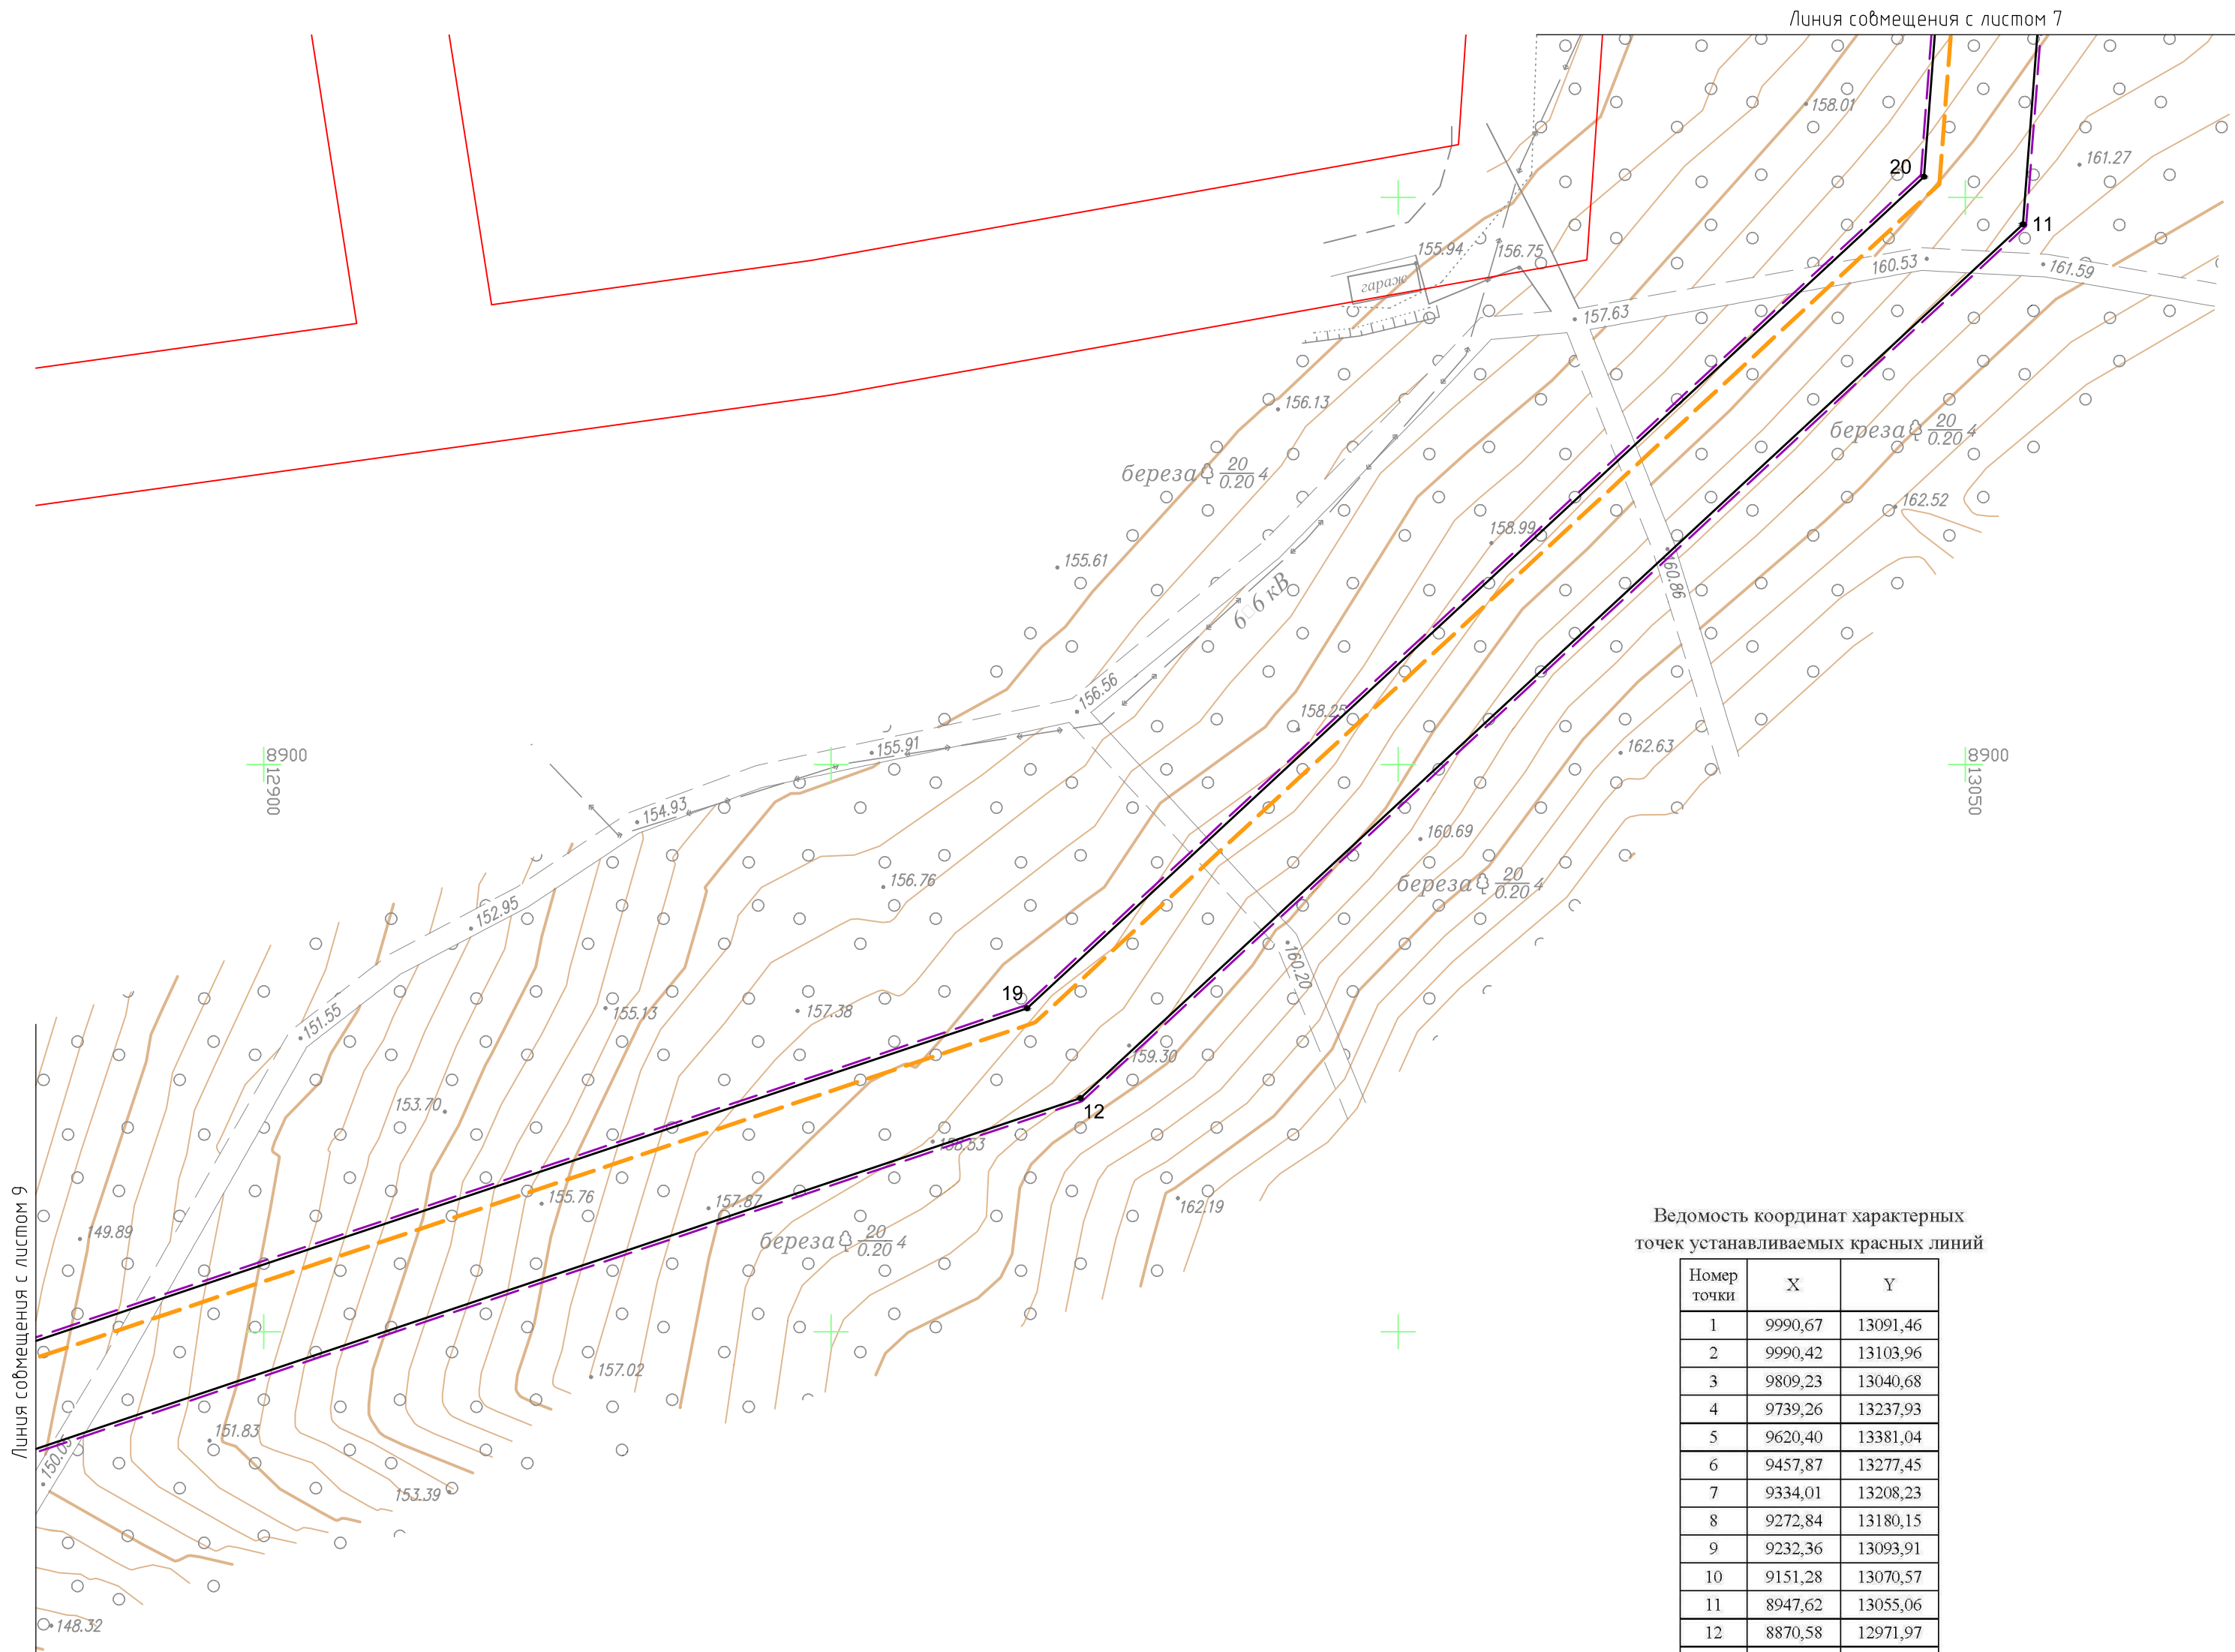 Линия совмещения с листом 7
158.01
161.27
20
11
155.94
156.75
гараж
160.53
161.59
157.63
156.13
береза 20/0.20 4
береза 20/0.20 4
162.52
158.99
155.61
160.86
6 кВ
156.56
158.25
155.91
162.63
8900
12900
8900
13050
154.93
160.69
156.76
береза 20/0.20 4
152.95
160.20
19
151.55
155.13
157.38
159.30
153.70
12
158.53
155.76
157.87
162.19
149.89
береза 20/0.20 4
Линия совмещения с листом 9
157.02
151.83
150.05
153.39
148.32
Ведомость координат характерных
точек устанавливаемых красных линий
Номер точки X Y
1 9990,67 13091,46
2 9990,42 13103,96
3 9809,23 13040,68
4 9739,26 13237,93
5 9620,40 13381,04
6 9457,87 13277,45
7 9334,01 13208,23
8 9272,84 13180,15
9 9232,36 13093,91
10 9151,28 13070,57
11 8947,62 13055,06
12 8870,58 12971,97